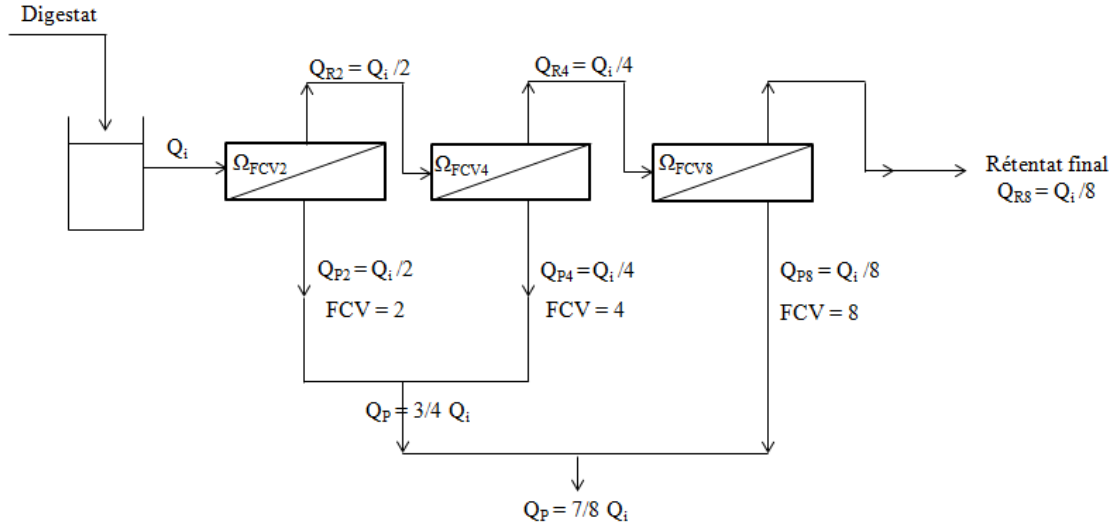 Digestat
Q_R2 = Q_i /2
Q_R4 = Q_i /4
Q_i
Ω_FCV2
Ω_FCV4
Ω_FCV8
Rétentat final
Q_R8 = Q_i /8
Q_P2 = Q_i /2
FCV = 2
Q_P4 = Q_i/4
FCV = 4
Q_P8 = Q_i /8
FCV = 8
Q_P = 3/4 Q_i
Q_P = 7/8 Q_i